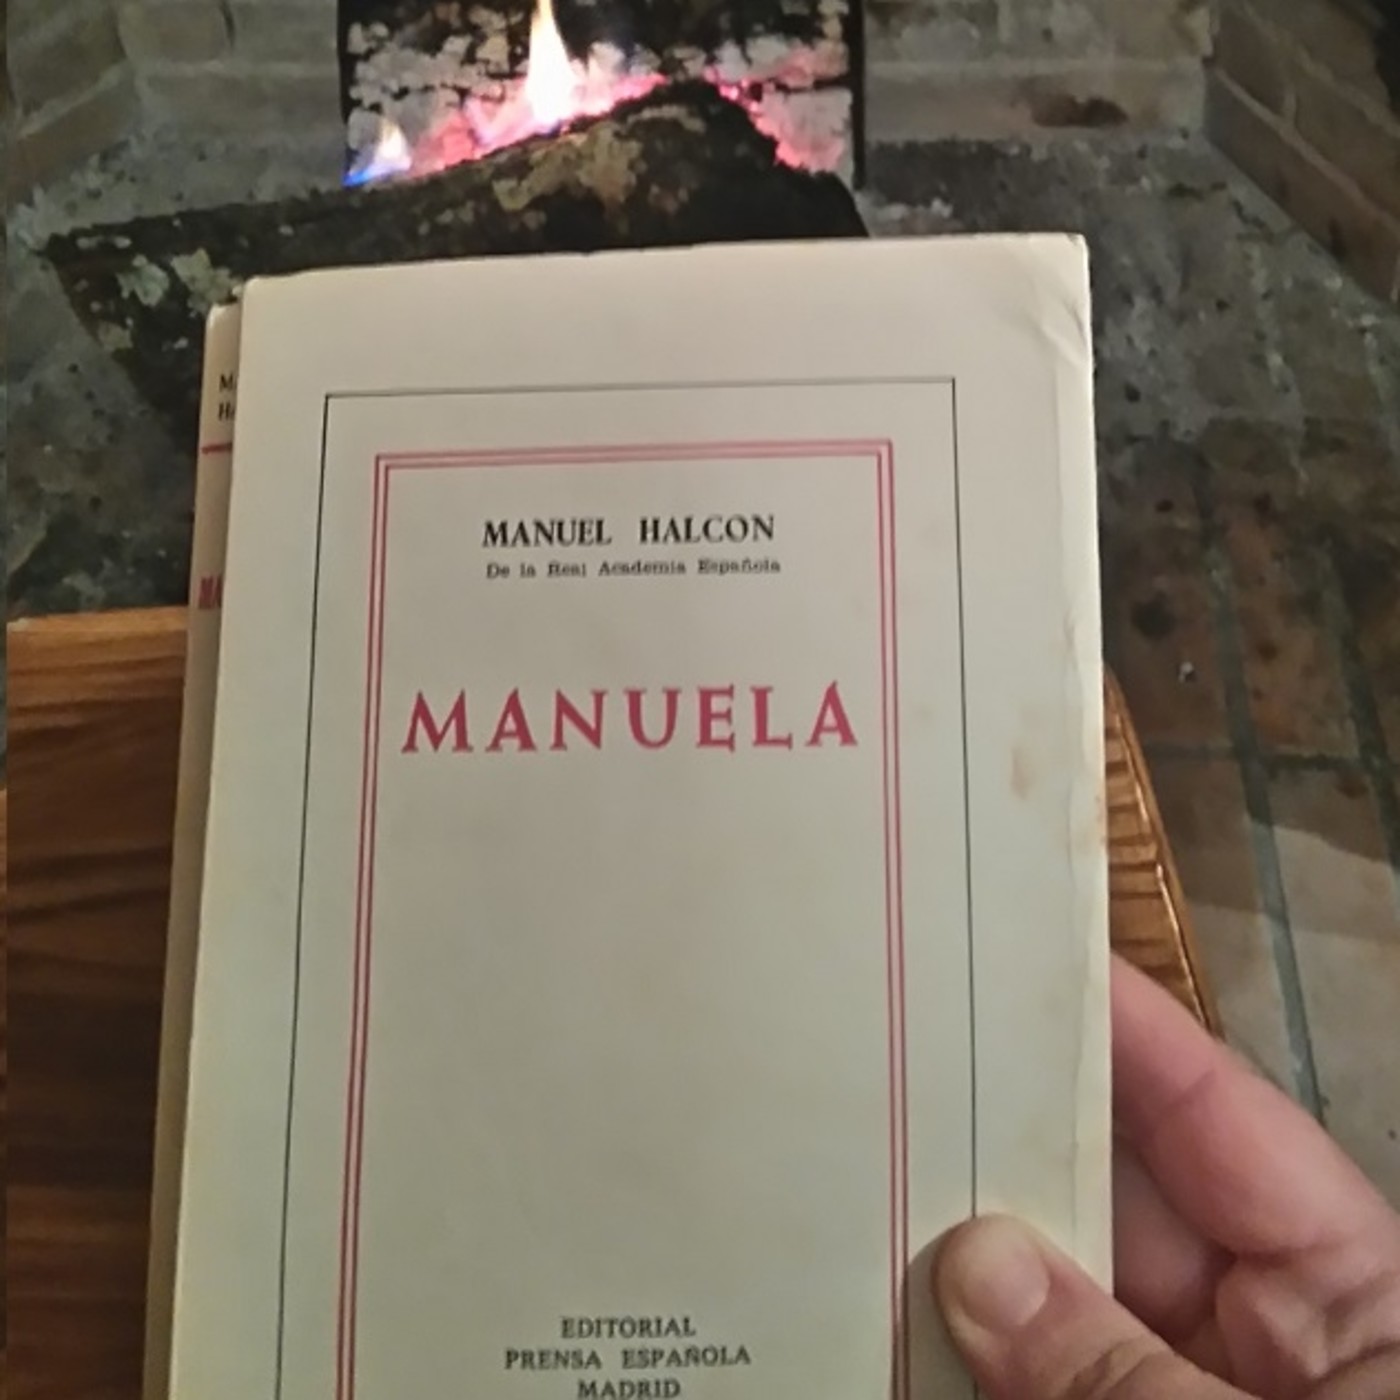 MANUEL HALCON
De la Real Academia Española
MANUELA
EDITORIAL
PRENSA ESPAÑOLA
MADRID